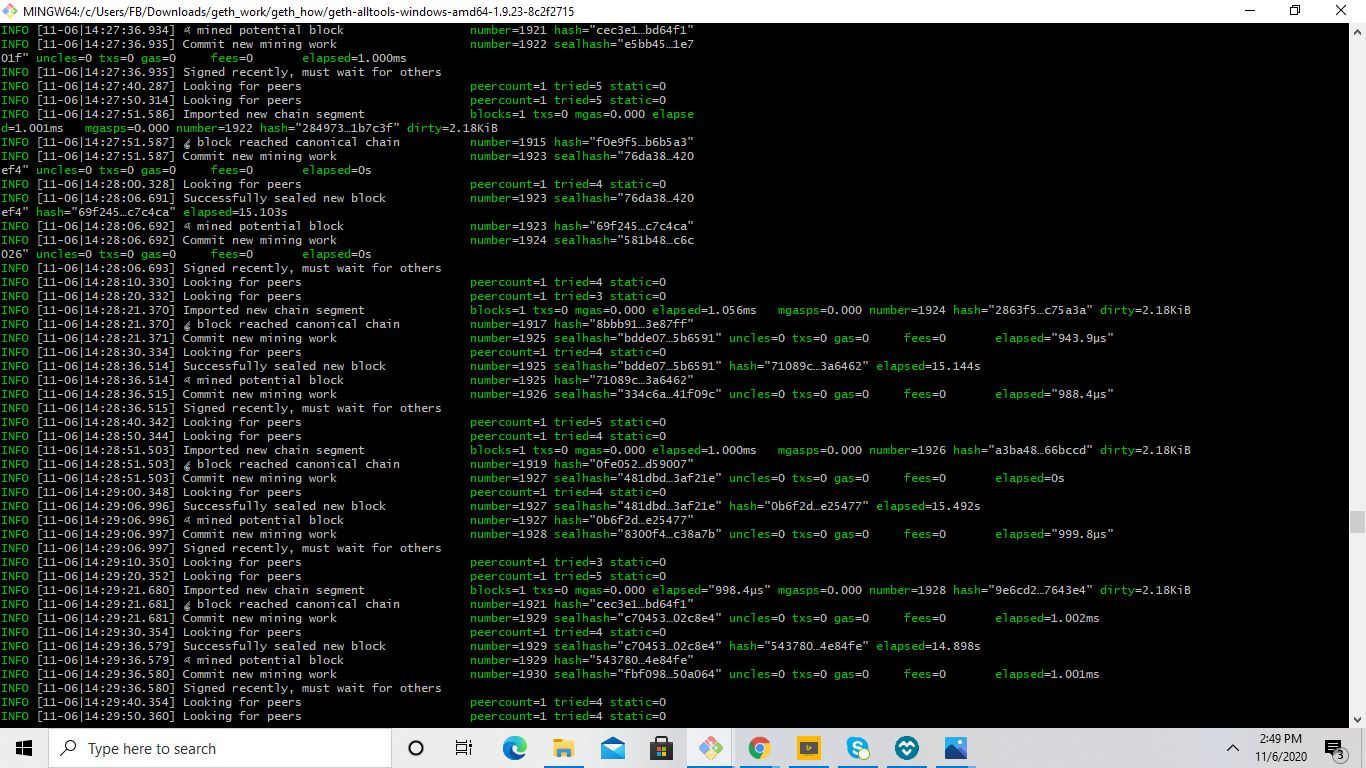 MINGW64:/c/Users/FB/Downloads/geth_work/geth_how/geth-alltools-windows-amd64-1.9.23-8c2f2715
INFO [11-06|14:27:36.934] mined potential block number=1921 hash="cec3e1…bd64f1"
INFO [11-06|14:27:36.935] Commit new mining work number=1922 sealhash="e5bb45…1e7
01f" uncles=0 txs=0 gas=0 fees=0 elapsed=1.000ms
INFO [11-06|14:27:36.935] Signed recently, must wait for others
INFO [11-06|14:27:40.287] Looking for peers peercount=1 tried=5 static=0
INFO [11-06|14:27:50.314] Looking for peers peercount=1 tried=5 static=0
INFO [11-06|14:27:51.586] Imported new chain segment blocks=1 txs=0 mgas=0.000 elapse
d=1.001ms mgasps=0.000 number=1922 hash="284973…1b7c3f" dirty=2.18KiB
INFO [11-06|14:27:51.587] block reached canonical chain number=1915 hash="f0e9f5…b6b5a3"
INFO [11-06|14:27:51.587] Commit new mining work number=1923 sealhash="76da38…420
ef4" uncles=0 txs=0 gas=0 fees=0 elapsed=0s
INFO [11-06|14:28:00.328] Looking for peers peercount=1 tried=4 static=0
INFO [11-06|14:28:06.691] Successfully sealed new block number=1923 sealhash="76da38…420
ef4" hash="69f245…c7c4ca" elapsed=15.103s
INFO [11-06|14:28:06.692] mined potential block number=1923 hash="69f245…c7c4ca"
INFO [11-06|14:28:06.692] Commit new mining work number=1924 sealhash="581b48…c6c
026" uncles=0 txs=0 gas=0 fees=0 elapsed=0s
INFO [11-06|14:28:06.693] Signed recently, must wait for others
INFO [11-06|14:28:10.330] Looking for peers peercount=1 tried=4 static=0
INFO [11-06|14:28:20.332] Looking for peers peercount=1 tried=3 static=0
INFO [11-06|14:28:21.370] Imported new chain segment blocks=1 txs=0 mgas=0.000 elapsed=1.056ms mgasps=0.000 number=1924 hash="2863f5…c75a3a" dirty=2.18KiB
INFO [11-06|14:28:21.370] block reached canonical chain number=1917 hash="8bbb91…3e87ff"
INFO [11-06|14:28:21.371] Commit new mining work number=1925 sealhash="bdde07…5b6591" uncles=0 txs=0 gas=0 fees=0 elapsed="943.9µs"
INFO [11-06|14:28:30.334] Looking for peers peercount=1 tried=4 static=0
INFO [11-06|14:28:36.514] Successfully sealed new block number=1925 sealhash="bdde07…5b6591" hash="71089c…3a6462" elapsed=15.144s
INFO [11-06|14:28:36.514] mined potential block number=1925 hash="71089c…3a6462"
INFO [11-06|14:28:36.515] Commit new mining work number=1926 sealhash="334c6a…41f09c" uncles=0 txs=0 gas=0 fees=0 elapsed="988.4µs"
INFO [11-06|14:28:36.515] Signed recently, must wait for others
INFO [11-06|14:28:40.342] Looking for peers peercount=1 tried=5 static=0
INFO [11-06|14:28:50.344] Looking for peers peercount=1 tried=4 static=0
INFO [11-06|14:28:51.503] Imported new chain segment blocks=1 txs=0 mgas=0.000 elapsed=1.000ms mgasps=0.000 number=1926 hash="a3ba48…66bccd" dirty=2.18KiB
INFO [11-06|14:28:51.503] block reached canonical chain number=1919 hash="0fe052…d59007"
INFO [11-06|14:28:51.503] Commit new mining work number=1927 sealhash="481dbd…3af21e" uncles=0 txs=0 gas=0 fees=0 elapsed=0s
INFO [11-06|14:29:00.348] Looking for peers peercount=1 tried=4 static=0
INFO [11-06|14:29:06.996] Successfully sealed new block number=1927 sealhash="481dbd…3af21e" hash="0b6f2d…e25477" elapsed=15.492s
INFO [11-06|14:29:06.996] mined potential block number=1927 hash="0b6f2d…e25477"
INFO [11-06|14:29:06.997] Commit new mining work number=1928 sealhash="8300f4…c38a7b" uncles=0 txs=0 gas=0 fees=0 elapsed="999.8µs"
INFO [11-06|14:29:06.997] Signed recently, must wait for others
INFO [11-06|14:29:10.350] Looking for peers peercount=1 tried=3 static=0
INFO [11-06|14:29:20.352] Looking for peers peercount=1 tried=5 static=0
INFO [11-06|14:29:21.680] Imported new chain segment blocks=1 txs=0 mgas=0.000 elapsed="998.4µs" mgasps=0.000 number=1928 hash="9e6cd2…7643e4" dirty=2.18KiB
INFO [11-06|14:29:21.681] block reached canonical chain number=1921 hash="cec3e1…bd64f1"
INFO [11-06|14:29:21.681] Commit new mining work number=1929 sealhash="c70453…02c8e4" uncles=0 txs=0 gas=0 fees=0 elapsed=1.002ms
INFO [11-06|14:29:30.354] Looking for peers peercount=1 tried=4 static=0
INFO [11-06|14:29:36.579] Successfully sealed new block number=1929 sealhash="c70453…02c8e4" hash="543780…4e84fe" elapsed=14.898s
INFO [11-06|14:29:36.579] mined potential block number=1929 hash="543780…4e84fe"
INFO [11-06|14:29:36.580] Commit new mining work number=1930 sealhash="fbf098…50a064" uncles=0 txs=0 gas=0 fees=0 elapsed=1.001ms
INFO [11-06|14:29:36.580] Signed recently, must wait for others
INFO [11-06|14:29:40.354] Looking for peers peercount=1 tried=4 static=0
INFO [11-06|14:29:50.360] Looking for peers peercount=1 tried=4 static=0
Type here to search
2:49 PM
11/6/2020
3